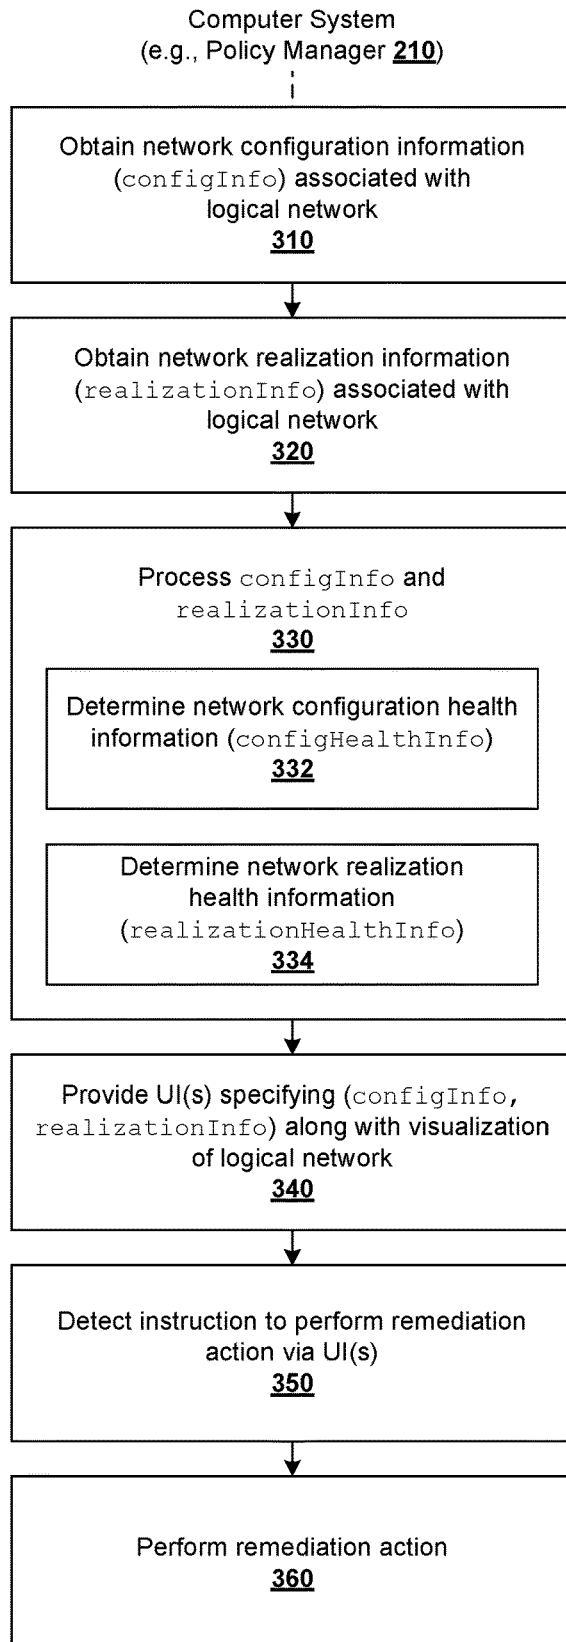 Computer System
(e.g., Policy Manager 210)
Obtain network configuration information
(configInfo) associated with
logical network
310
Obtain network realization information
(realizationInfo) associated with
logical network
320
Process configInfo and
realizationInfo
330
Determine network configuration health
information (configHealthInfo)
332
Determine network realization
health information
(realizationHealthInfo)
334
Provide UI(s) specifying (configInfo,
realizationInfo) along with visualization
of logical network
340
Detect instruction to perform remediation
action via UI(s)
350
Perform remediation action
360